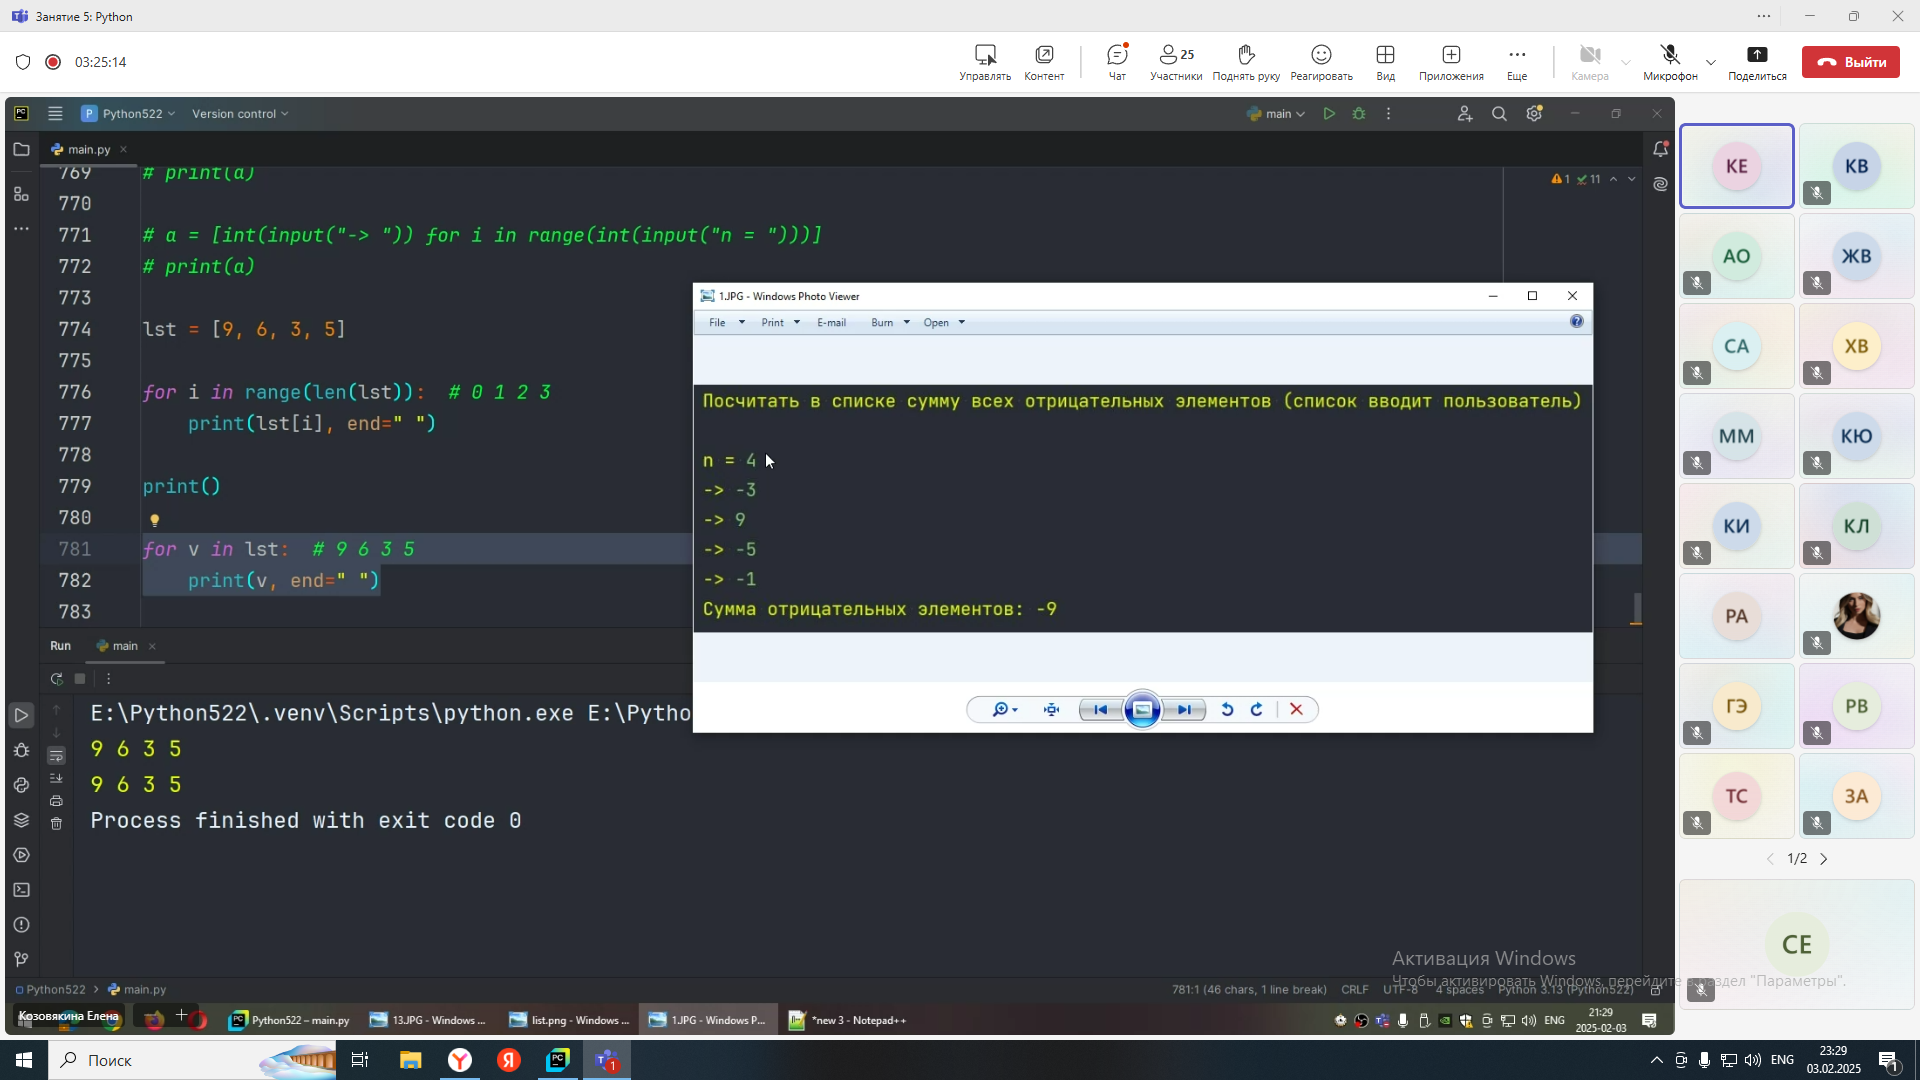 Занятие 5: Python
03:25:14
Управлять
Контент
Чат
25
Участники
Поднять руку
Реагировать
Вид
Приложения
Еще
Камера
Микрофон
Поделиться
Выйти
PC
P Python522
Version control
main
main.py
769 # print(a)
770
771 # a = [int(input("-> ")) for i in range(int(input("n = ")))]
772 # print(a)
773
774 lst = [9, 6, 3, 5]
775
776 for i in range(len(lst)): # 0 1 2 3
777 print(lst[i], end=" ")
778
779 print()
780
781 for v in lst: # 9 6 3 5
782 print(v, end=" ")
783
1 11
1.JPG - Windows Photo Viewer
File Print E-mail Burn Open
Посчитать в списке сумму всех отрицательных элементов (список вводит пользователь)
n = 4
-> -3
-> 9
-> -5
-> -1
Сумма отрицательных элементов: -9
Run main
E:\Python522\.venv\Scripts\python.exe E:\Pytho
9 6 3 5
9 6 3 5
Process finished with exit code 0
Python522 > main.py
781:1 (46 chars, 1 line break) CRLF UTF-8 4 spaces Python 3.13 (Python522)
Активация Windows
Чтобы активировать Windows, перейдите в раздел "Параметры".
Козовякина Елена
Python522 – main.py
13.JPG - Windows ...
list.png - Windows ...
1.JPG - Windows P...
*new 3 - Notepad++
ENG
21:29
2025-02-03
КЕ
КВ
АО
ЖВ
СА
ХВ
ММ
КЮ
КИ
КЛ
РА
ГЭ
РВ
ТС
ЗА
1/2
СЕ
Поиск
PC
1
ENG
23:29
03.02.2025
1